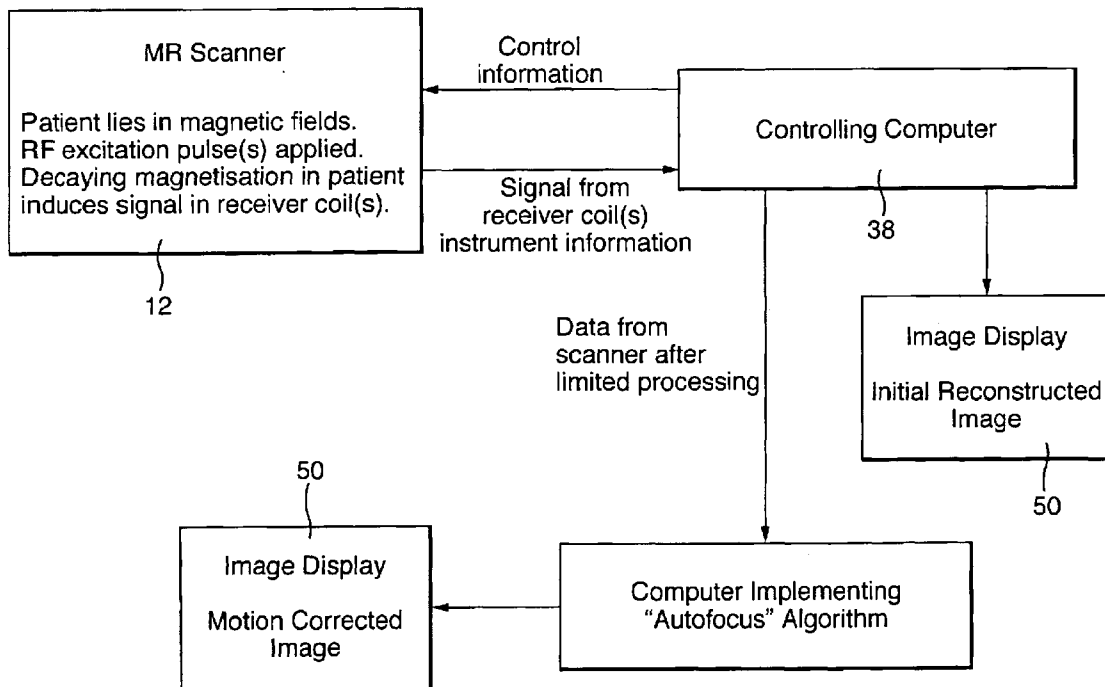 MR Scanner
Patient lies in magnetic fields.
RF excitation pulse(s) applied.
Decaying magnetisation in patient
induces signal in receiver coil(s).
12
Control
information
Signal from
receiver coil(s)
instrument information
Controlling Computer
38
Data from
scanner after
limited processing
Image Display
Initial Reconstructed
Image
50
50
Image Display
Motion Corrected
Image
Computer Implementing
“Autofocus” Algorithm